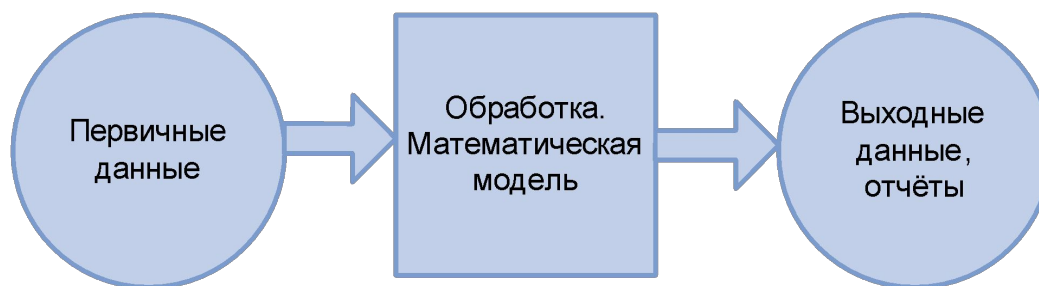 Первичные
данные
Обработка.
Математическая
модель
Выходные
данные,
отчёты